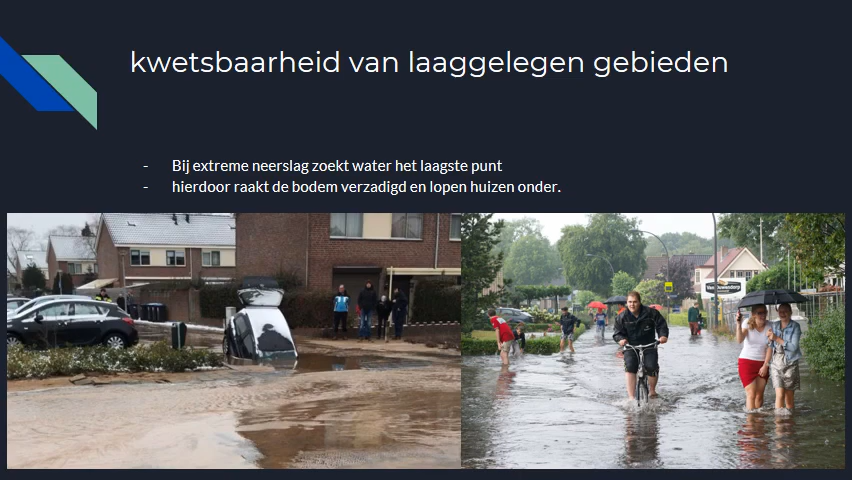 kwetsbaarheid van laaggelegen gebieden
- Bij extreme neerslag zoekt water het laagste punt
- hierdoor raakt de bodem verzadigd en lopen huizen onder.